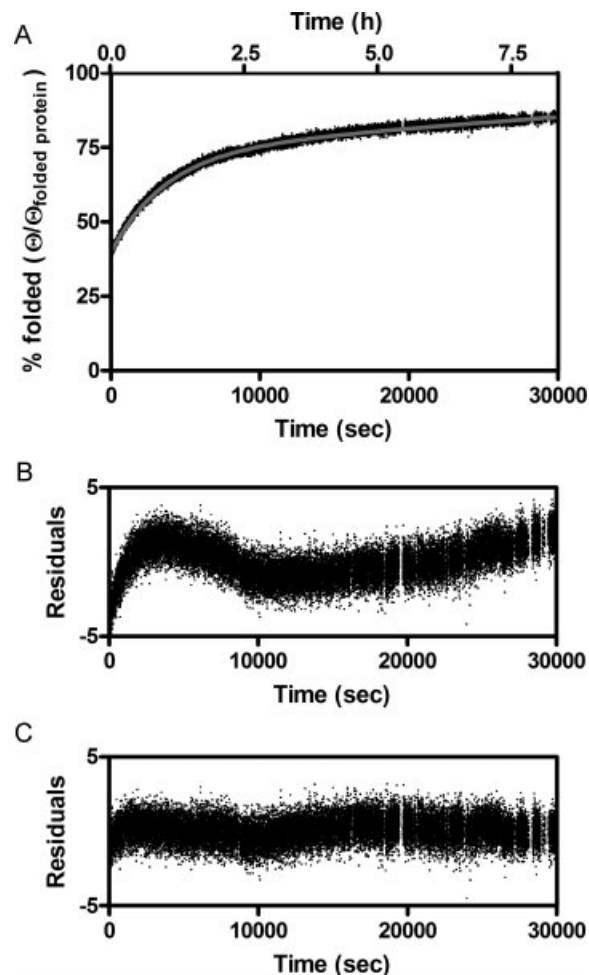 A
Time (h)
0.0 2.5 5.0 7.5
% folded (Θ/Θfolded protein)
100
75
50
25
0
0 10000 20000 30000
Time (sec)
B
Residuals
5
-5
0 10000 20000 30000
Time (sec)
C
Residuals
5
-5
0 10000 20000 30000
Time (sec)